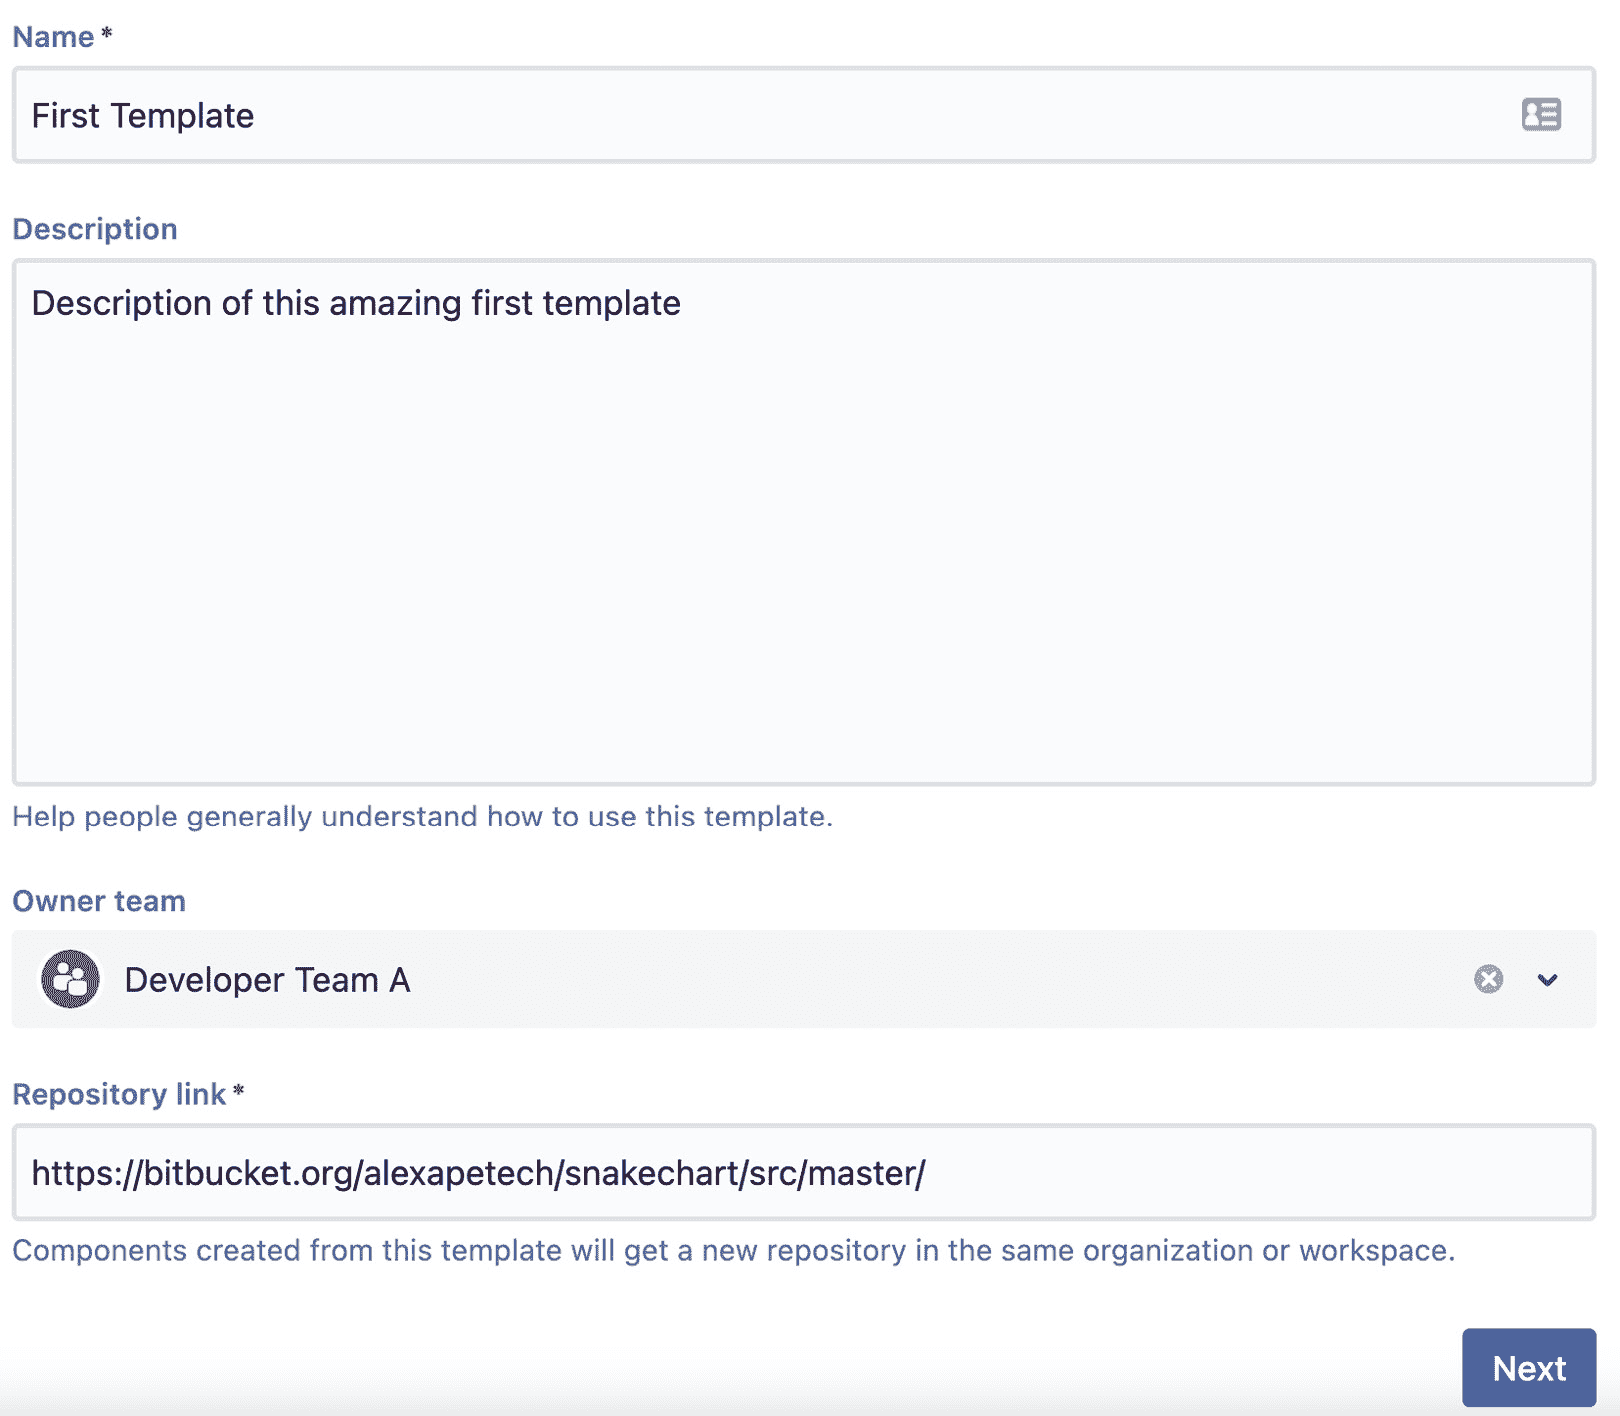 Name *
First Template
Description
Description of this amazing first template
Help people generally understand how to use this template.
Owner team
Developer Team A
Repository link *
https://bitbucket.org/alexapetech/snakechart/src/master/
Components created from this template will get a new repository in the same organization or workspace.
Next